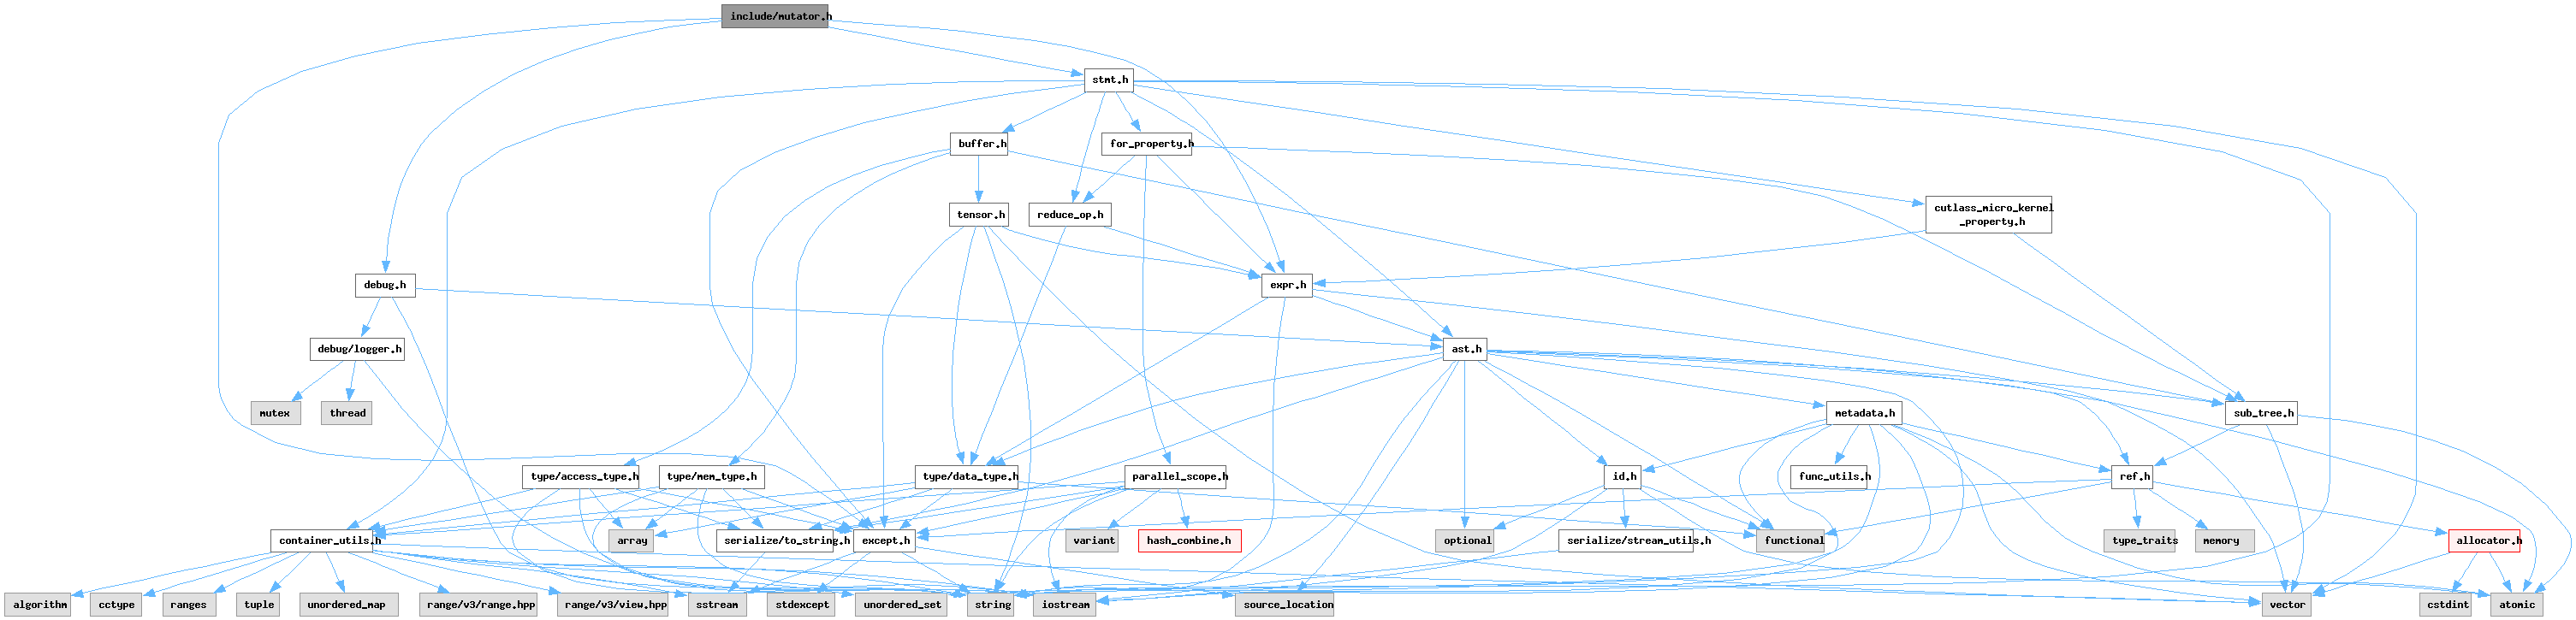 include/mutator.h
stmt.h
buffer.h
for_property.h
tensor.h
reduce_op.h
cutlass_micro_kernel
_property.h
debug.h
expr.h
debug/logger.h
ast.h
mutex
thread
metadata.h
sub_tree.h
type/access_type.h
type/mem_type.h
type/data_type.h
parallel_scope.h
id.h
func_utils.h
ref.h
container_utils.h
array
serialize/to_string.h
except.h
variant
hash_combine.h
optional
serialize/stream_utils.h
functional
type_traits
memory
allocator.h
algorithm
cctype
ranges
tuple
unordered_map
range/v3/range.hpp
range/v3/view.hpp
sstream
stdexcept
unordered_set
string
iostream
source_location
vector
cstdint
atomic